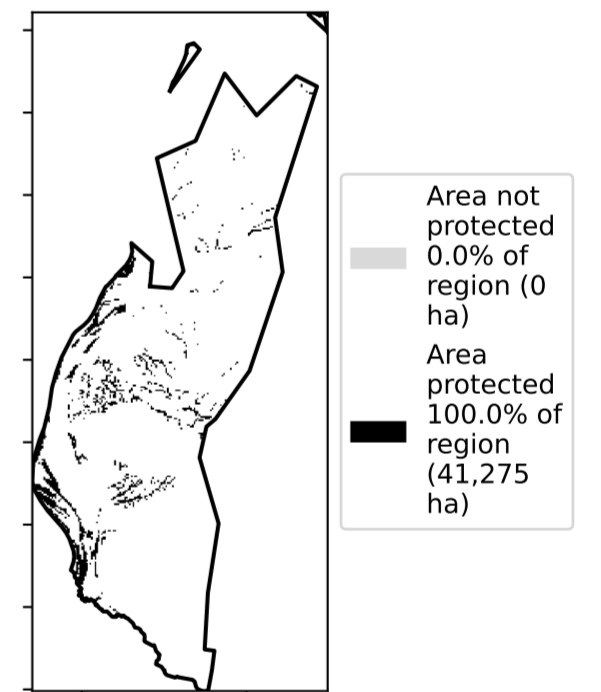 Area not
protected
0.0% of
region (0
ha)
Area
protected
100.0% of
region
(41,275
ha)